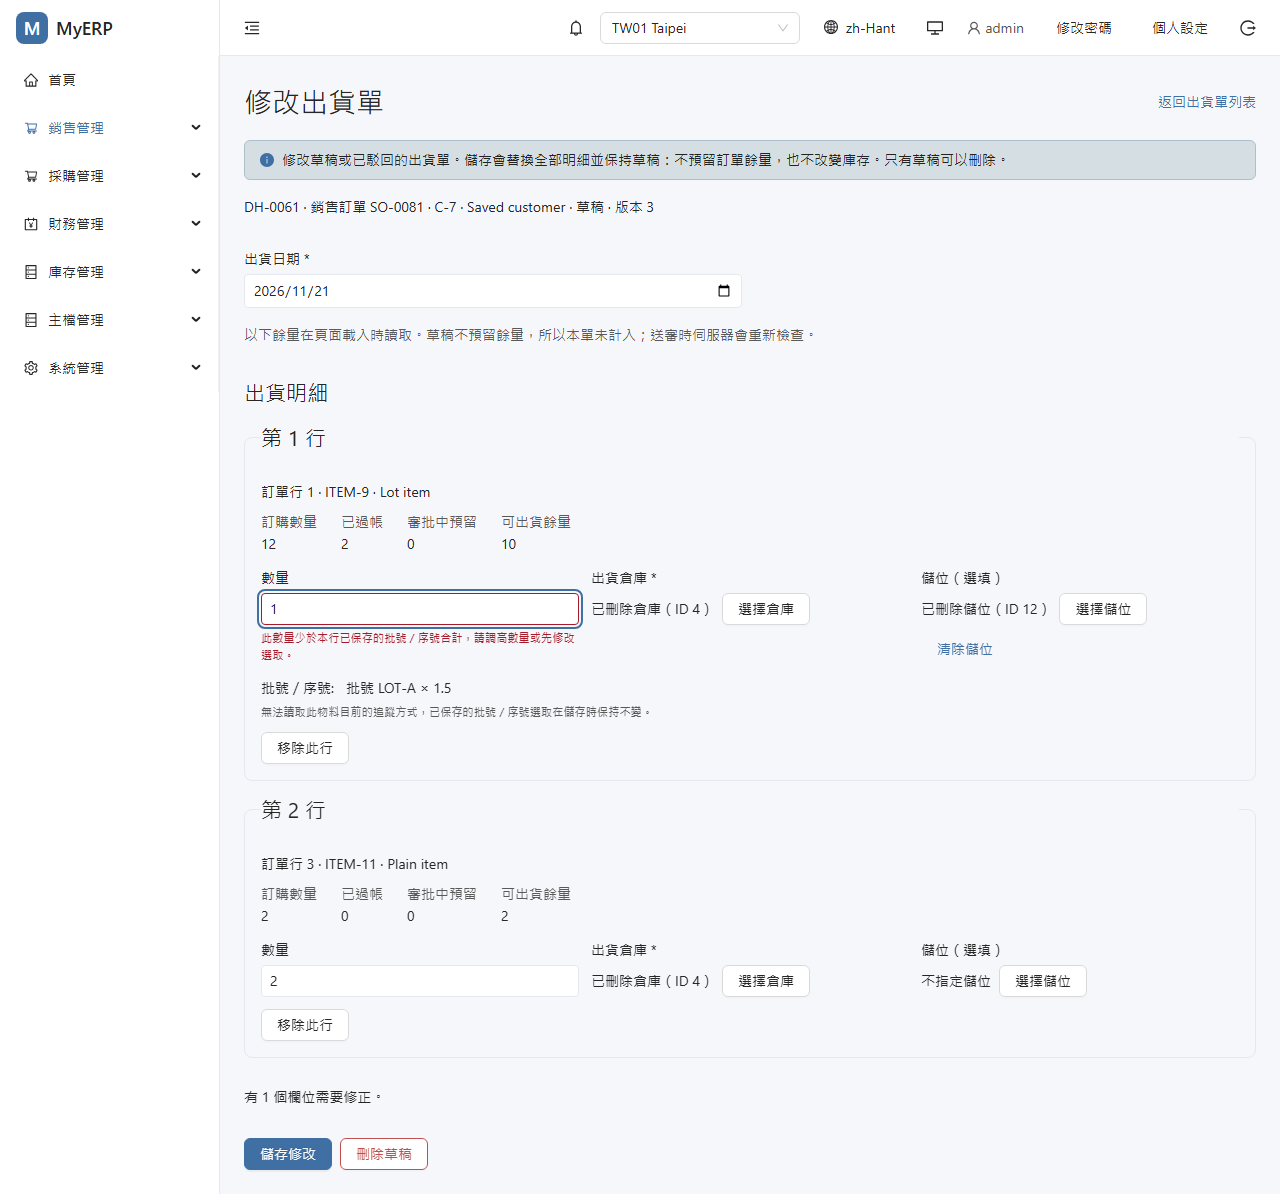 M MyERP
TW01 Taipei
zh-Hant
admin
修改密碼
個人設定
首頁
銷售管理
採購管理
財務管理
庫存管理
主檔管理
系統管理
修改出貨單
返回出貨單列表
修改草稿或已駁回的出貨單。儲存會替換全部明細並保持草稿：不預留訂單餘量，也不改變庫存。只有草稿可以刪除。
DH-0061 · 銷售訂單 SO-0081 · C-7 · Saved customer · 草稿 · 版本 3
出貨日期 *
2026/11/21
以下餘量在頁面載入時讀取。草稿不預留餘量，所以本單未計入；送審時伺服器會重新檢查。
出貨明細
第 1 行
訂單行 1 · ITEM-9 · Lot item
訂購數量 已過帳 審批中預留 可出貨餘量
12 2 0 10
數量 出貨倉庫 * 儲位（選填）
1 已刪除倉庫（ID 4） 選擇倉庫 已刪除儲位（ID 12） 選擇儲位
此數量少於本行已保存的批號 / 序號合計，請調高數量或先修改
選取。
清除儲位
批號 / 序號: 批號 LOT-A × 1.5
無法讀取此物料目前的追蹤方式，已保存的批號 / 序號選取在儲存時保持不變。
移除此行
第 2 行
訂單行 3 · ITEM-11 · Plain item
訂購數量 已過帳 審批中預留 可出貨餘量
2 0 0 2
數量 出貨倉庫 * 儲位（選填）
2 已刪除倉庫（ID 4） 選擇倉庫 不指定儲位 選擇儲位
移除此行
有 1 個欄位需要修正。
儲存修改 刪除草稿